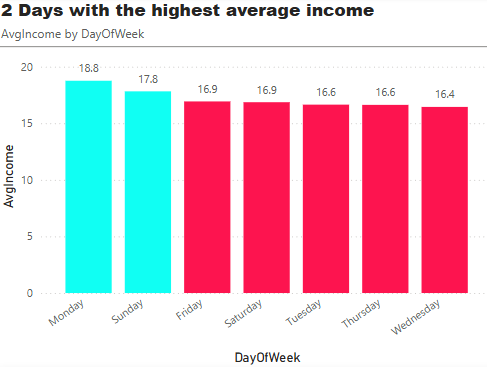 2 Days with the highest average income
AvgIncome by DayOfWeek
20
15
10
5
0
AvgIncome
18.8
17.8
16.9
16.9
16.6
16.6
16.4
Monday
Sunday
Friday
Saturday
Tuesday
Thursday
Wednesday
DayOfWeek